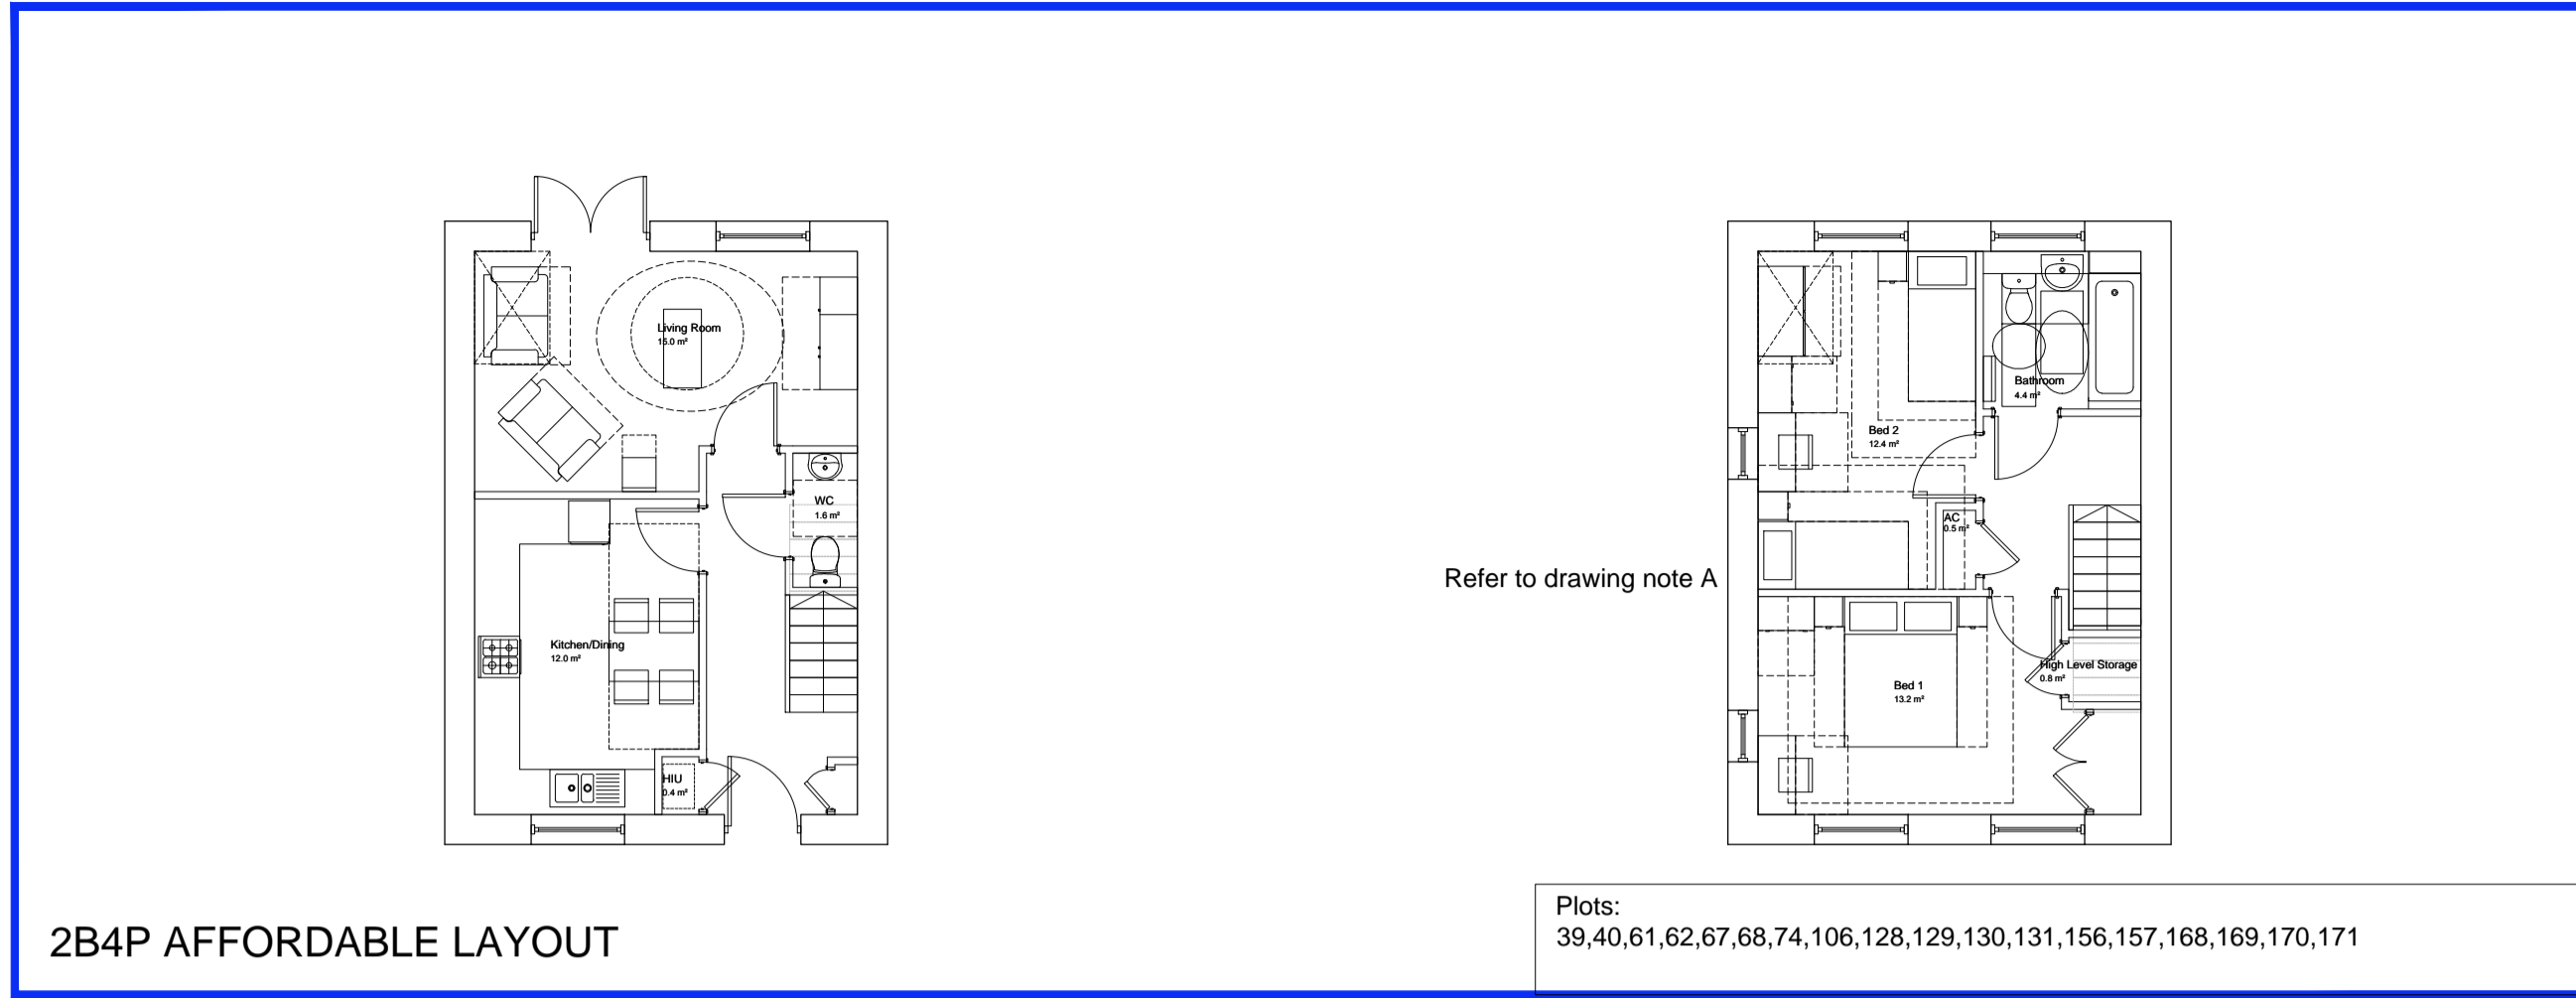 Living Room
15.0 m²
WC
1.6 m²
Kitchen/Dining
12.0 m²
HIU
0.4 m²
Bathroom
4.4 m²
Bed 2
12.4 m²
AC
0.5 m²
Refer to drawing note A
High Level Storage
0.8 m²
Bed 1
13.2 m²
2B4P AFFORDABLE LAYOUT
Plots:
39,40,61,62,67,68,74,106,128,129,130,131,156,157,168,169,170,171